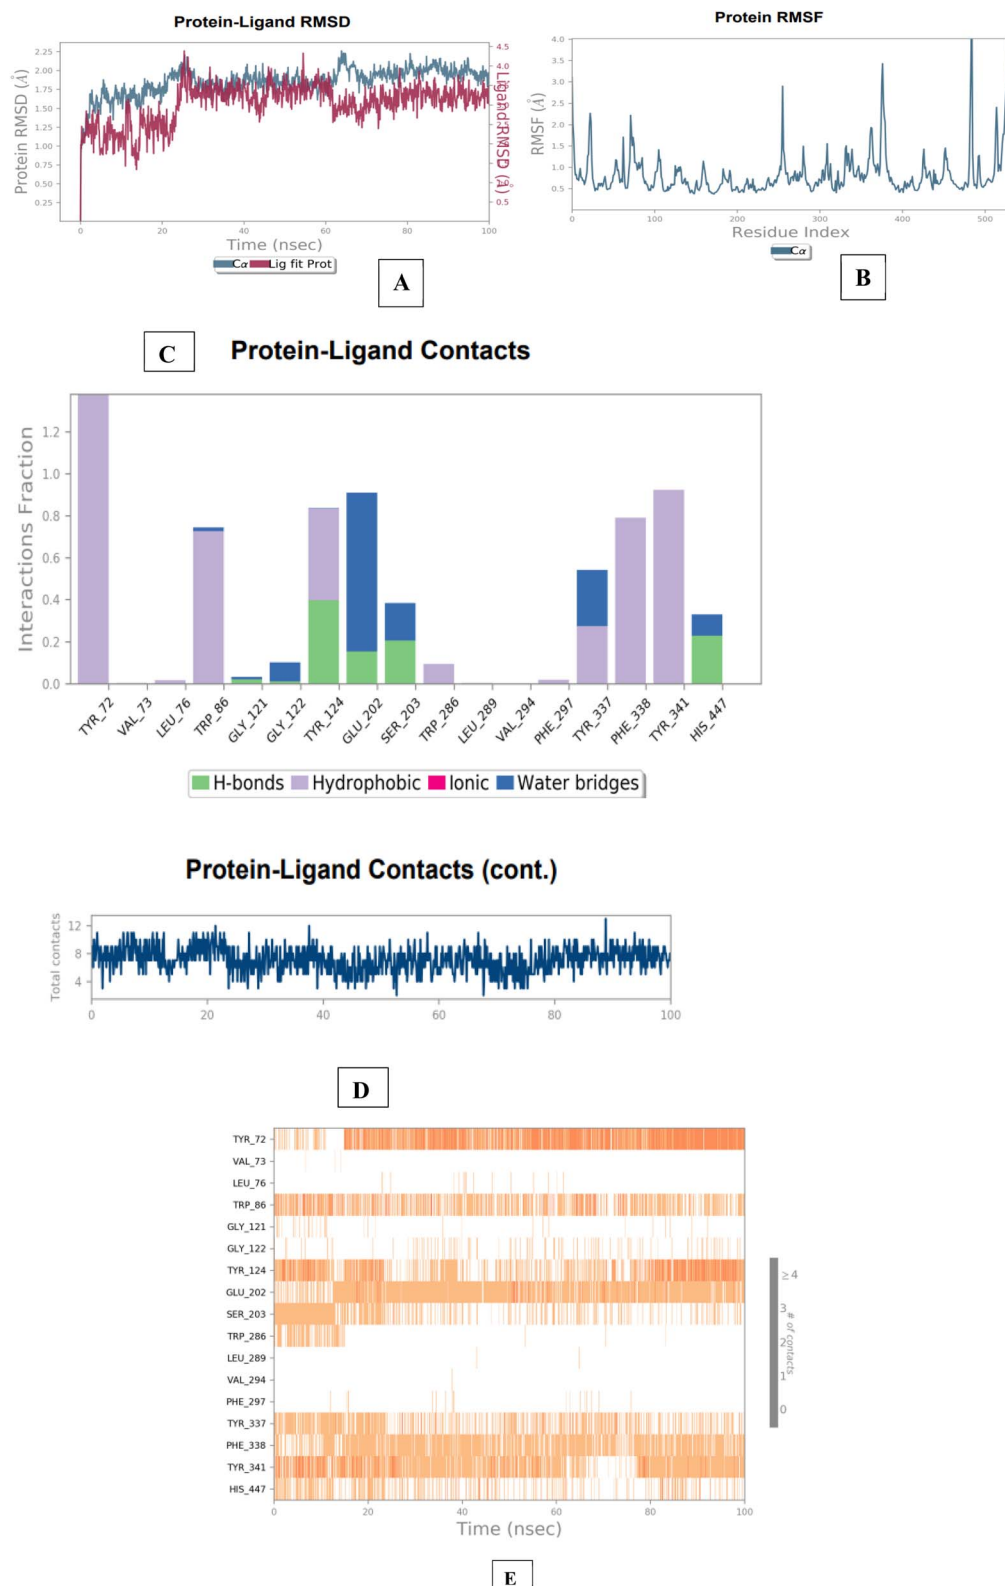 Protein-Ligand RMSD
Protein RMSD (Å)
2.25
2.00
1.75
1.50
1.25
1.00
0.75
0.50
0.25
4.5
4.0
0.5
Ligand RMSD (Å)
0 20 40 60 80 100
Time (nsec)
Cα Lig fit Prot
A
Protein RMSF
RMSF (Å)
4.0
3.5
3.0
2.5
2.0
1.5
1.0
0.5
0 100 200 300 400 500
Residue Index
Cα
B
C
Protein-Ligand Contacts
Interactions Fraction
1.2
1.0
0.8
0.6
0.4
0.2
0.0
TYR_72
VAL_73
LEU_76
TRP_86
GLY_121
GLY_122
TYR_124
GLU_202
SER_203
TRP_286
LEU_289
VAL_294
PHE_297
TYR_337
PHE_338
TYR_341
HIS_447
H-bonds Hydrophobic Ionic Water bridges
Protein-Ligand Contacts (cont.)
Total contacts
12
8
4
0 20 40 60 80 100
D
TYR_72
VAL_73
LEU_76
TRP_86
GLY_121
GLY_122
TYR_124
GLU_202
SER_203
TRP_286
LEU_289
VAL_294
PHE_297
TYR_337
PHE_338
TYR_341
HIS_447
0 20 40 60 80 100
Time (nsec)
≥4
3
2
1
0
# of contacts
E